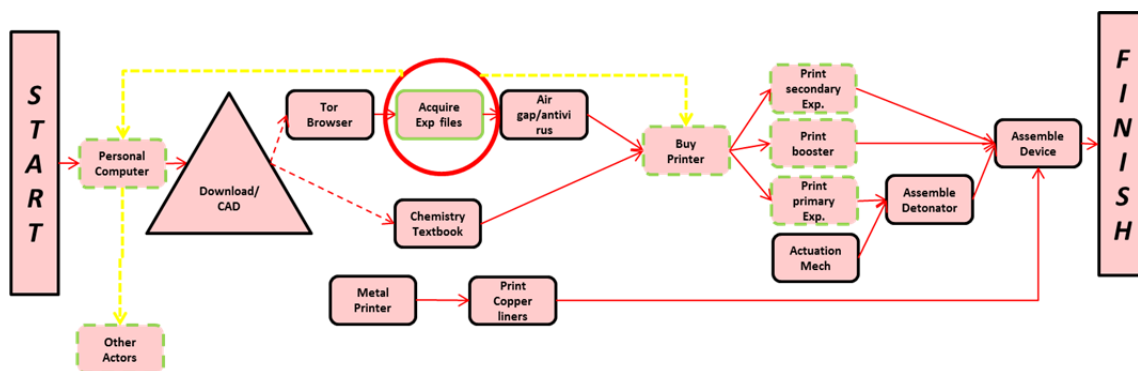 START
Personal
Computer
Other
Actors
Download/
CAD
Tor
Browser
Acquire
Exp files
Air
gap/antivi
rus
Chemistry
Textbook
Metal
Printer
Print
Copper
liners
Buy
Printer
Print
secondary
Exp.
Print
booster
Print
primary
Exp.
Actuation
Mech
Assemble
Detonator
Assemble
Device
FINISH